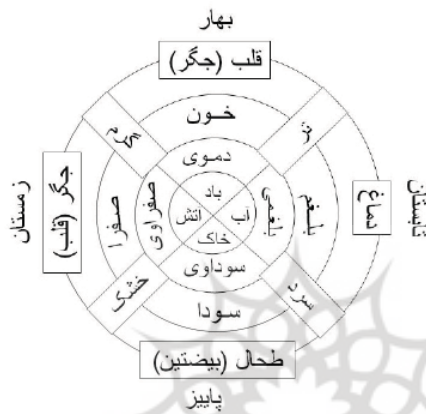 بهار
قلب (جگر)
خون
دموی
گرم
تر
باد
آتش
آب
خاک
صفراوی
صفرا
جگر (قلب)
زمستان
بلغمی
بلغم
دماغ
تابستان
خشک
سرد
سوداوی
سودا
طحال (بیضتین)
پاییز